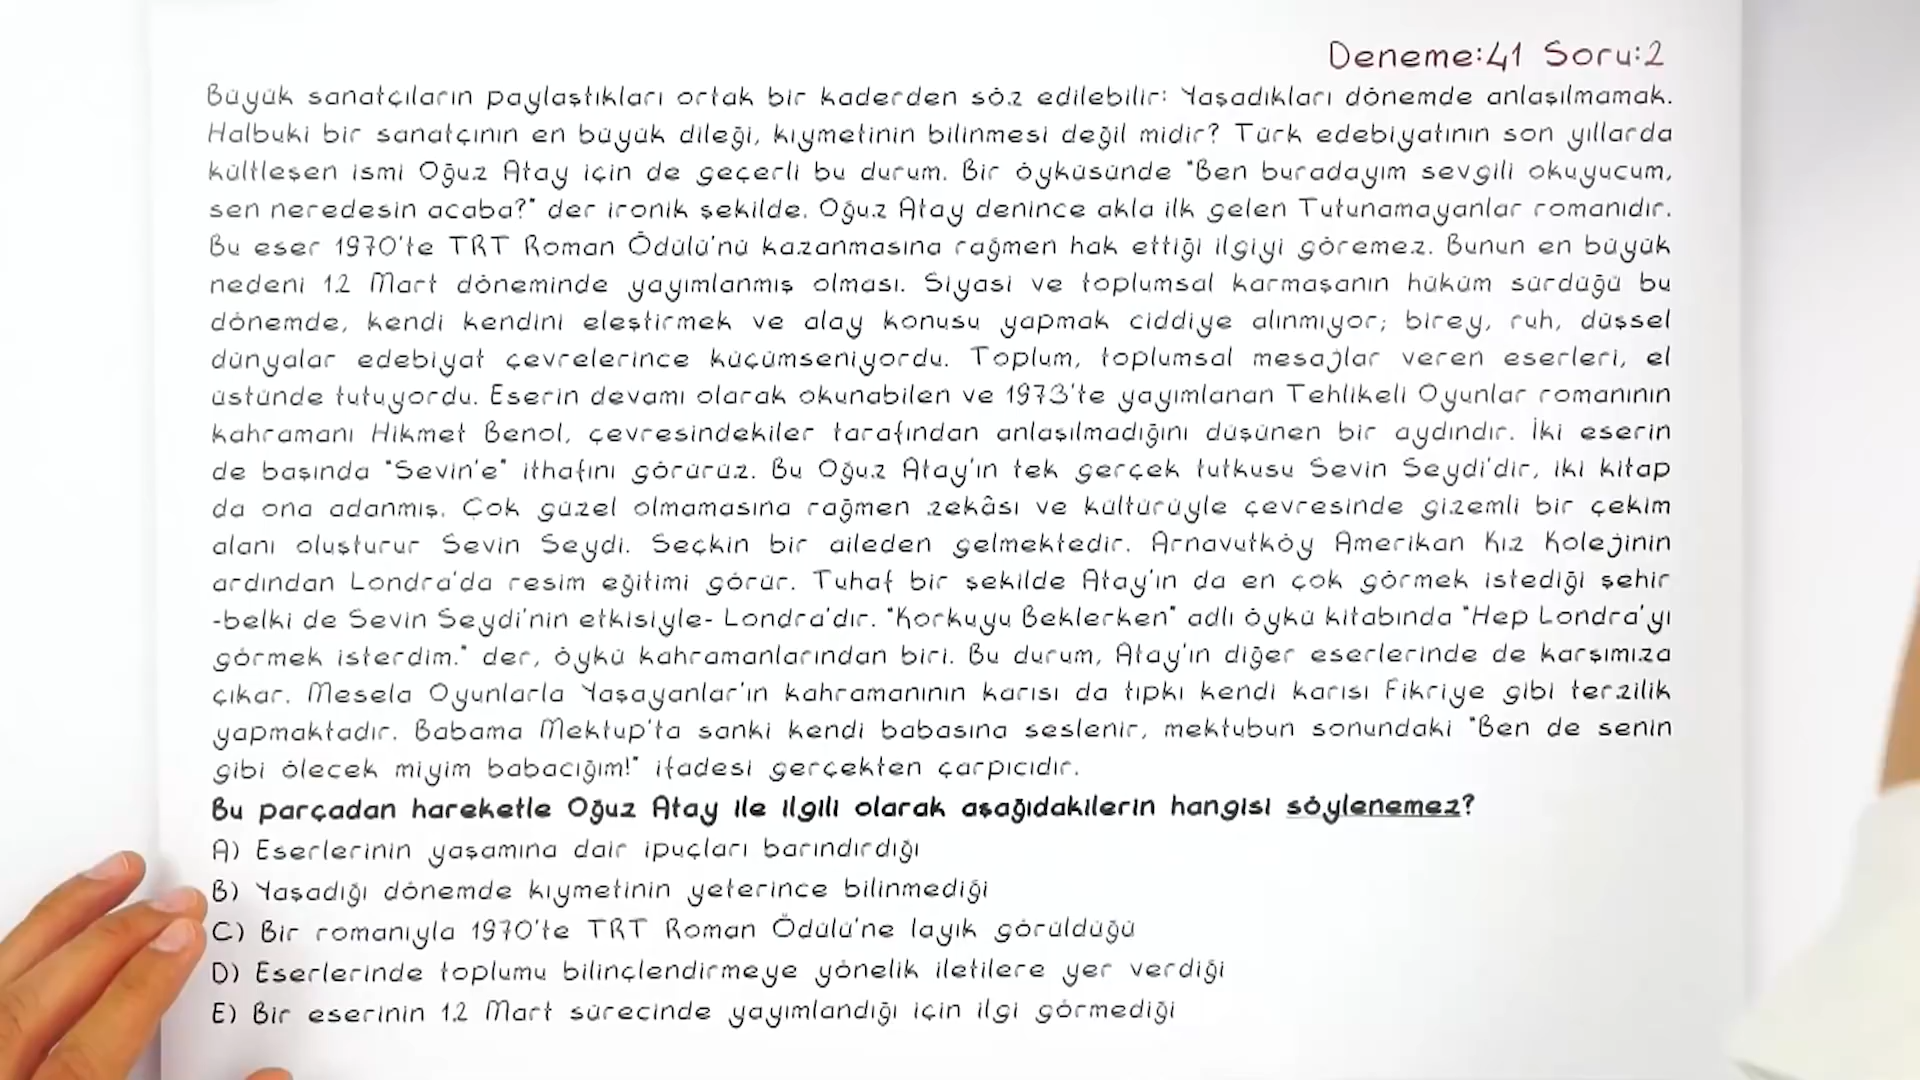 Deneme:41 Soru:2
Büyük sanatçıların paylaştıkları ortak bir kaderden söz edilebilir: Yaşadıkları dönemde anlaşılmamak.
Halbuki bir sanatçının en büyük dileği, kıymetinin bilinmesi değil midir? Türk edebiyatının son yıllarda
kültleşen ismi Oğuz Atay için de geçerli bu durum. Bir öyküsünde "Ben buradayım sevgili okuyucum,
sen neredesin acaba?" der ironik şekilde. Oğuz Atay denince akla ilk gelen Tutunamayanlar romanıdır.
Bu eser 1970'te TRT Roman Ödülü'nü kazanmasına rağmen hak ettiği ilgiyi göremez. Bunun en büyük
nedeni 12 Mart döneminde yayımlanmış olması. Siyasi ve toplumsal karmaşanın hüküm sürdüğü bu
dönemde, kendi kendini eleştirmek ve alay konusu yapmak ciddiye alınmıyor; birey, ruh, düşsel
dünyalar edebiyat çevrelerince küçümseniyordu. Toplum, toplumsal mesajlar veren eserleri, el
üstünde tutuyordu. Eserin devamı olarak okunabilen ve 1973'te yayımlanan Tehlikeli Oyunlar romanının
kahramanı Hikmet Benol, çevresindekiler tarafından anlaşılmadığını düşünen bir aydındır. İki eserin
de başında "Sevin'e" ithafını görürüz. Bu Oğuz Atay'ın tek gerçek tutkusu Sevin Seydi'dir, iki kitap
da ona adanmış. Çok güzel olmamasına rağmen zekâsı ve kültürüyle çevresinde gizemli bir çekim
alanı oluşturur Sevin Seydi. Seçkin bir aileden gelmektedir. Arnavutköy Amerikan Kız Kolejinin
ardından Londra'da resim eğitimi görür. Tuhaf bir şekilde Atay'ın da en çok görmek istediği şehir
-belki de Sevin Seydi'nin etkisiyle- Londra'dır. "Korkuyu Beklerken" adlı öykü kitabında "Hep Londra'yı
görmek isterdim." der, öykü kahramanlarından biri. Bu durum, Atay'ın diğer eserlerinde de karşımıza
çıkar. Mesela Oyunlarla Yaşayanlar'ın kahramanının karısı da tıpkı kendi karısı Fikriye gibi terzilik
yapmaktadır. Babama Mektup'ta sanki kendi babasına seslenir, mektubun sonundaki "Ben de senin
gibi ölecek miyim babacığım!" ifadesi gerçekten çarpıcıdır.
Bu parçadan hareketle Oğuz Atay ile ilgili olarak aşağıdakilerin hangisi söylenemez?
A) Eserlerinin yaşamına dair ipuçları barındırdığı
B) Yaşadığı dönemde kıymetinin yeterince bilinmediği
C) Bir romanıyla 1970'te TRT Roman Ödülü'ne layık görüldüğü
D) Eserlerinde toplumu bilinçlendirmeye yönelik iletilere yer verdiği
E) Bir eserinin 12 Mart sürecinde yayımlandığı için ilgi görmediği